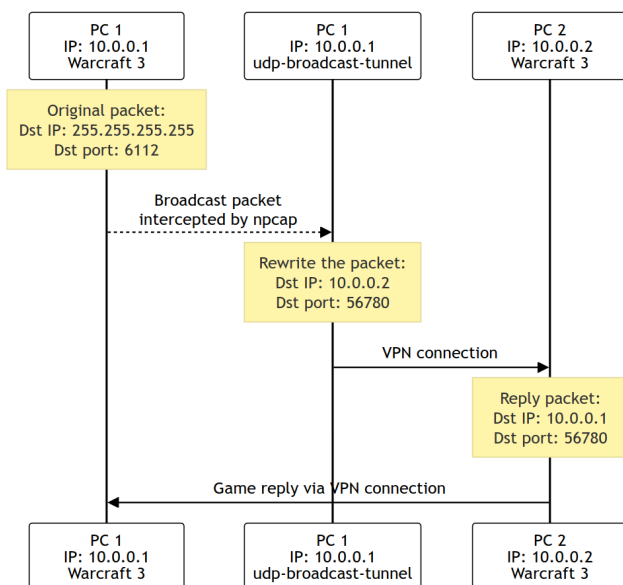 PC 1
IP: 10.0.0.1
Warcraft 3
PC 1
IP: 10.0.0.1
udp-broadcast-tunnel
PC 2
IP: 10.0.0.2
Warcraft 3
Original packet:
Dst IP: 255.255.255.255
Dst port: 6112
Broadcast packet
intercepted by npcap
Rewrite the packet:
Dst IP: 10.0.0.2
Dst port: 56780
VPN connection
Reply packet:
Dst IP: 10.0.0.1
Dst port: 56780
Game reply via VPN connection
PC 1
IP: 10.0.0.1
Warcraft 3
PC 1
IP: 10.0.0.1
udp-broadcast-tunnel
PC 2
IP: 10.0.0.2
Warcraft 3